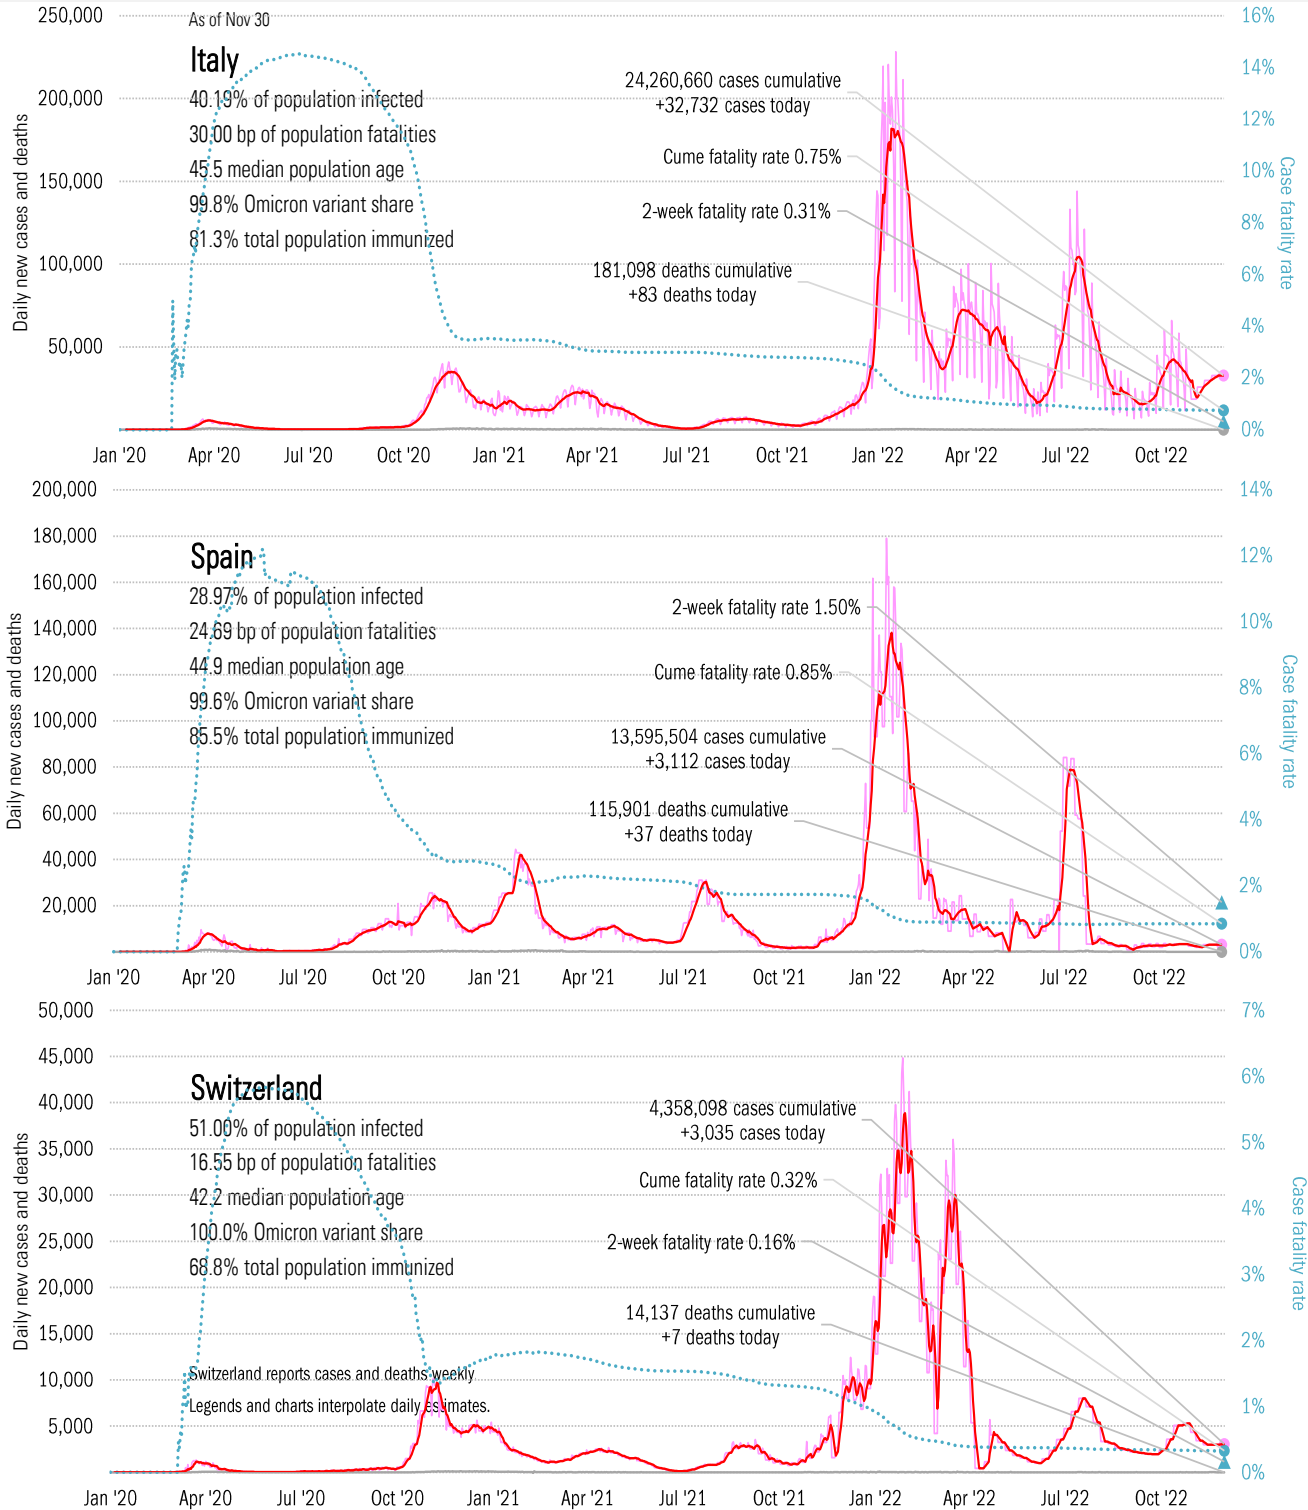 As of Nov 30
Italy
40.19% of population infected
30.00 bp of population fatalities
45.5 median population age
99.8% Omicron variant share
81.3% total population immunized
24,260,660 cases cumulative
+32,732 cases today
Cume fatality rate 0.75%
2-week fatality rate 0.31%
181,098 deaths cumulative
+83 deaths today
Daily new cases and deaths
250,000
200,000
150,000
100,000
50,000
Case fatality rate
16%
14%
12%
10%
8%
6%
4%
2%
0%
Jan '20 Apr '20 Jul '20 Oct '20 Jan '21 Apr '21 Jul '21 Oct '21 Jan '22 Apr '22 Jul '22 Oct '22
Spain
28.97% of population infected
24.69 bp of population fatalities
44.9 median population age
99.6% Omicron variant share
85.5% total population immunized
2-week fatality rate 1.50%
Cume fatality rate 0.85%
13,595,504 cases cumulative
+3,112 cases today
115,901 deaths cumulative
+37 deaths today
Daily new cases and deaths
200,000
180,000
160,000
140,000
120,000
100,000
80,000
60,000
40,000
20,000
Case fatality rate
14%
12%
10%
8%
6%
4%
2%
0%
Jan '20 Apr '20 Jul '20 Oct '20 Jan '21 Apr '21 Jul '21 Oct '21 Jan '22 Apr '22 Jul '22 Oct '22
Switzerland
51.00% of population infected
16.55 bp of population fatalities
42.2 median population age
100.0% Omicron variant share
68.8% total population immunized
4,358,098 cases cumulative
+3,035 cases today
Cume fatality rate 0.32%
2-week fatality rate 0.16%
14,137 deaths cumulative
+7 deaths today
Switzerland reports cases and deaths weekly
Legends and charts interpolate daily estimates.
Daily new cases and deaths
50,000
45,000
40,000
35,000
30,000
25,000
20,000
15,000
10,000
5,000
Case fatality rate
7%
6%
5%
4%
3%
2%
1%
0%
Jan '20 Apr '20 Jul '20 Oct '20 Jan '21 Apr '21 Jul '21 Oct '21 Jan '22 Apr '22 Jul '22 Oct '22